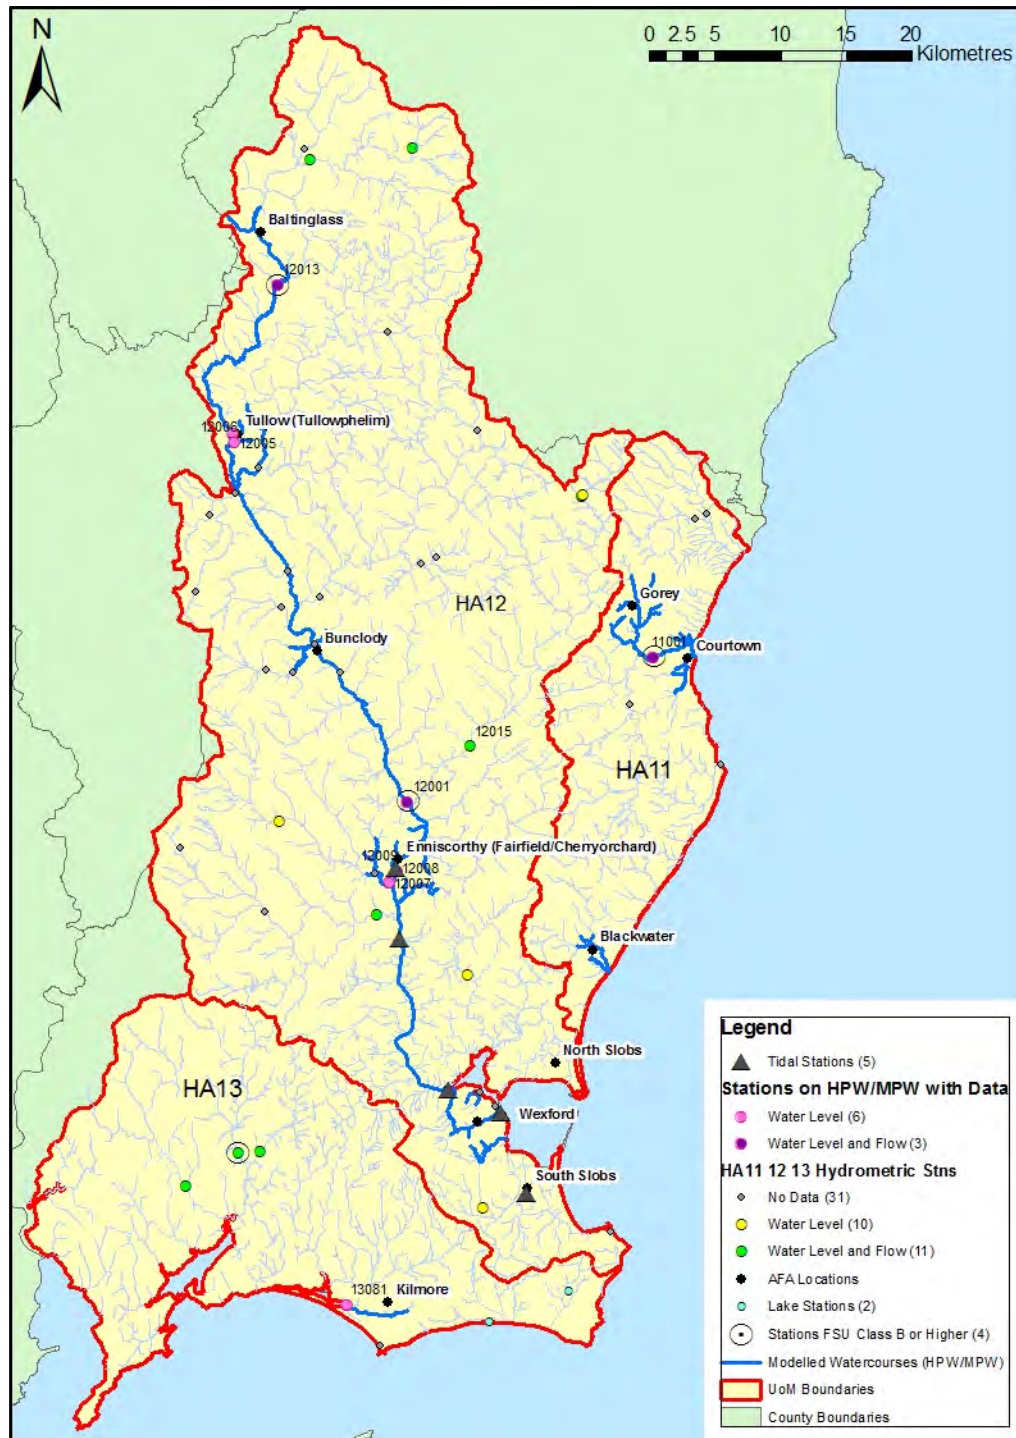 N
0 2.5 5 10 15 20
Kilometres
Baltinglass
12013
Tullow (Tullowphelim)
12006
12005
HA12
Gorey
Bunclody
11001
Courtown
12015
HA11
12001
Enniscorthy (Fairfield/Cherryorchard)
12009
12008
12007
Blackwater
North Slobs
HA13
Wexford
South Slobs
13081
Kilmore
Legend
Tidal Stations (5)
Stations on HPW/MPW with Data
Water Level (6)
Water Level and Flow (3)
HA11 12 13 Hydrometric Stns
No Data (31)
Water Level (10)
Water Level and Flow (11)
AFA Locations
Lake Stations (2)
Stations FSU Class B or Higher (4)
Modelled Watercourses (HPW/MPW)
UoM Boundaries
County Boundaries